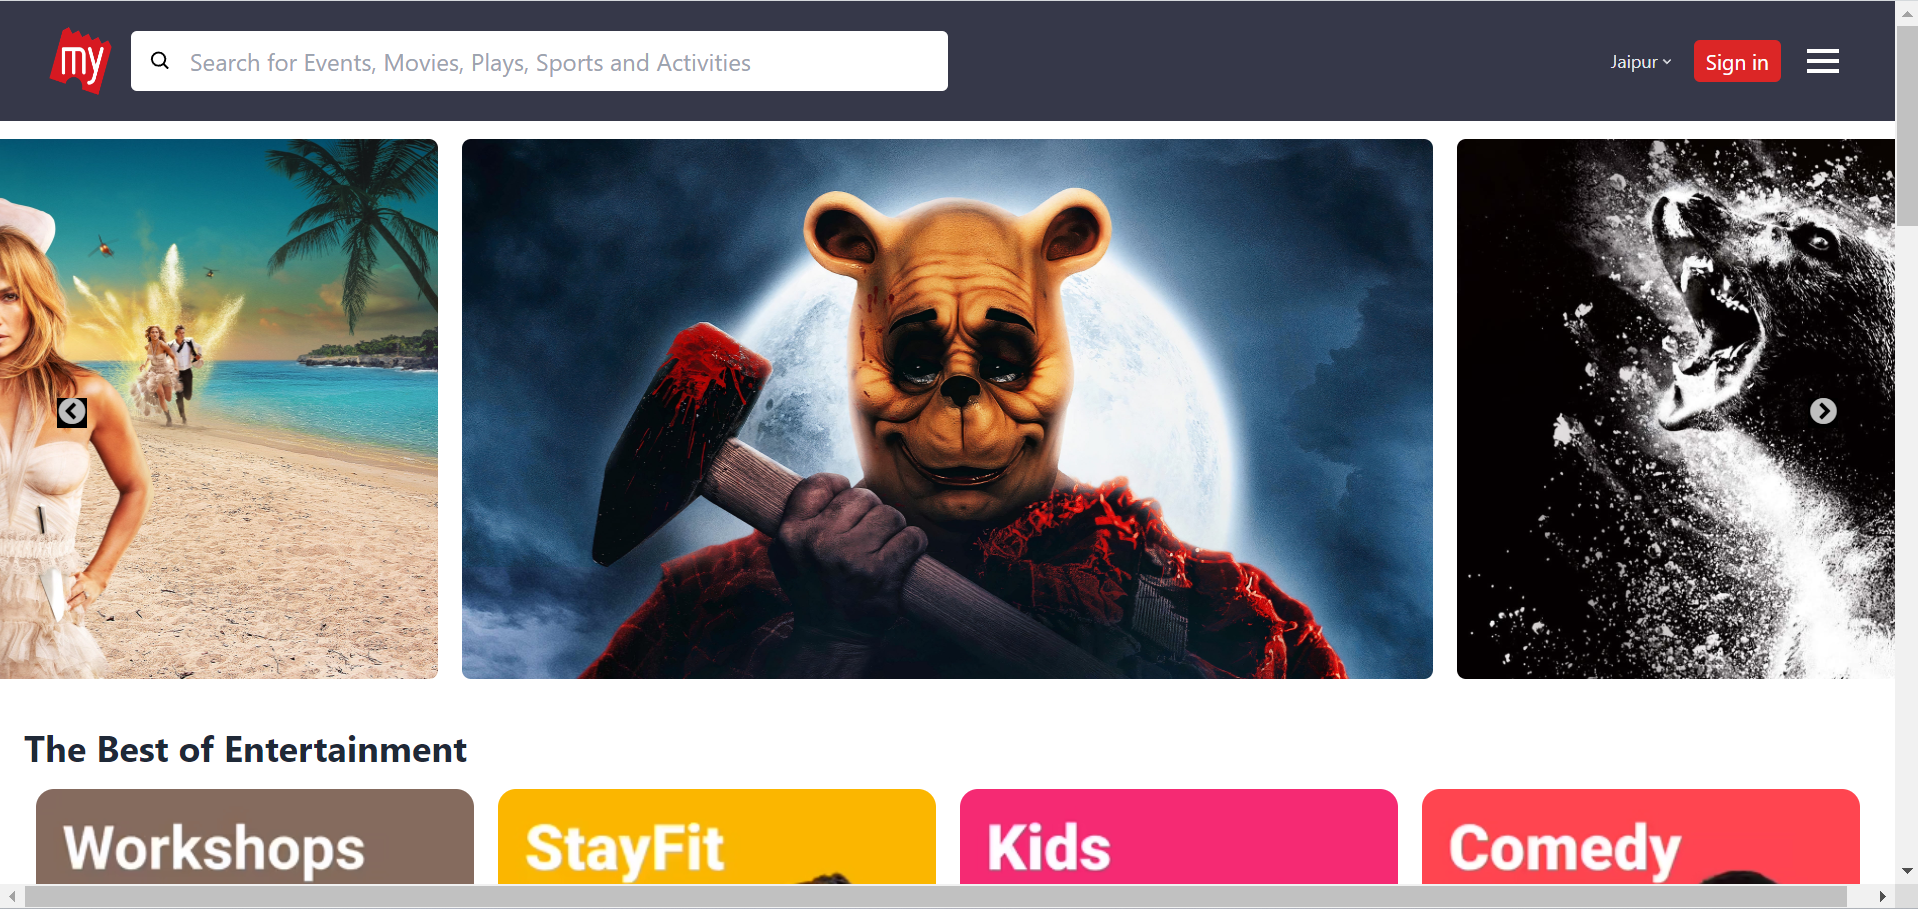 my
Search for Events, Movies, Plays, Sports and Activities
Jaipur
Sign in
The Best of Entertainment
Workshops
StayFit
Kids
Comedy